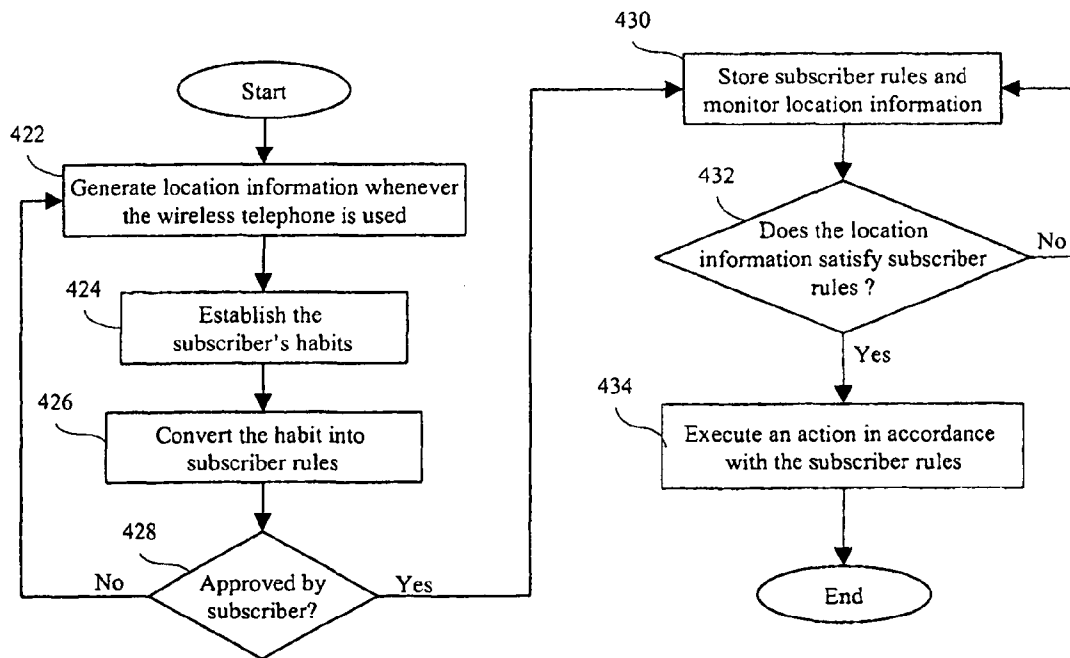 Start
422
Generate location information whenever
the wireless telephone is used
424
Establish the
subscriber's habits
426
Convert the habit into
subscriber rules
428
Approved by
subscriber?
No
Yes
430
Store subscriber rules and
monitor location information
432
Does the location
information satisfy subscriber
rules ?
No
Yes
434
Execute an action in accordance
with the subscriber rules
End